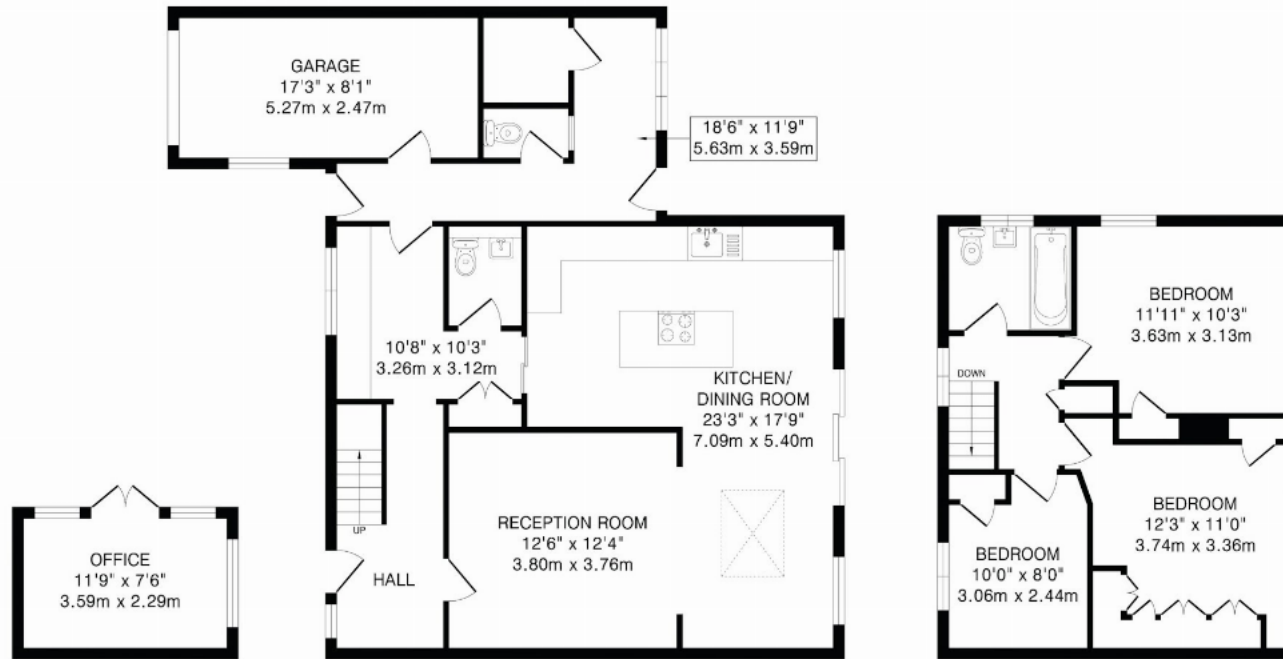 GARAGE
17'3" x 8'1"
5.27m x 2.47m
18'6" x 11'9"
5.63m x 3.59m
10'8" x 10'3"
3.26m x 3.12m
KITCHEN/
DINING ROOM
23'3" x 17'9"
7.09m x 5.40m
UP
HALL
RECEPTION ROOM
12'6" x 12'4"
3.80m x 3.76m
OFFICE
11'9" x 7'6"
3.59m x 2.29m
BEDROOM
11'11" x 10'3"
3.63m x 3.13m
DOWN
BEDROOM
12'3" x 11'0"
3.74m x 3.36m
BEDROOM
10'0" x 8'0"
3.06m x 2.44m